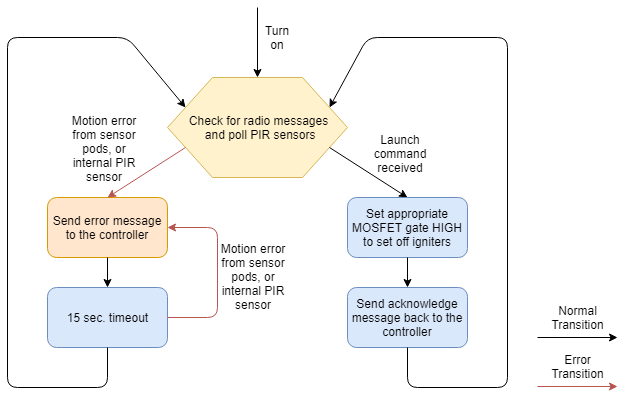 Turn
on
Check for radio messages
and poll PIR sensors
Motion error
from sensor
pods, or
internal PIR
sensor
Launch
command
received
Send error message
to the controller
Set appropriate
MOSFET gate HIGH
to set off igniters
Motion error
from sensor
pods, or
internal PIR
sensor
15 sec. timeout
Send acknowledge
message back to the
controller
Normal
Transition
Error
Transition